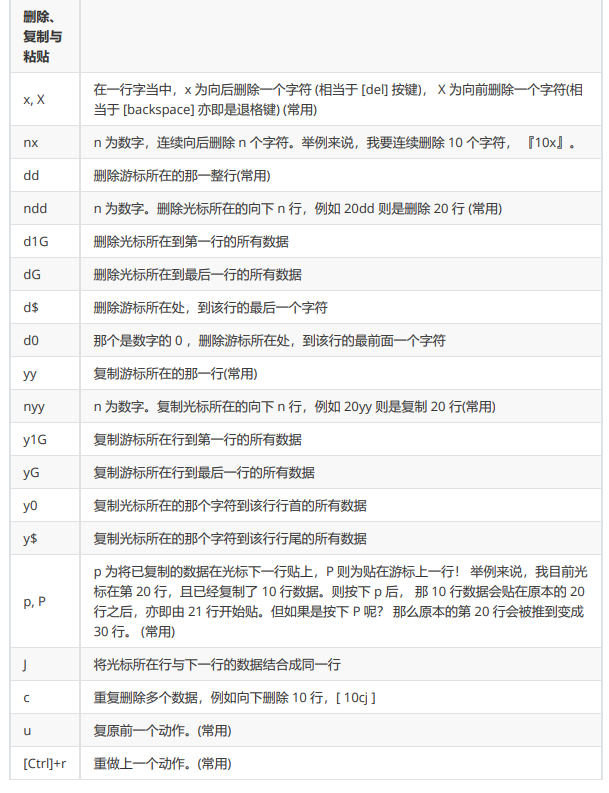 删除、
复制与
粘贴
x, X
在一行字当中，x 为向后删除一个字符 (相当于 [del] 按键)， X 为向前删除一个字符(相
当于 [backspace] 亦即是退格键) (常用)
nx
n 为数字，连续向后删除 n 个字符。举例来说，我要连续删除 10 个字符， 『10x』。
dd
删除游标所在的那一整行(常用)
ndd
n 为数字。删除光标所在的向下 n 行，例如 20dd 则是删除 20 行 (常用)
d1G
删除光标所在到第一行的所有数据
dG
删除光标所在到最后一行的所有数据
d$
删除游标所在处，到该行的最后一个字符
d0
那个是数字的 0 ，删除游标所在处，到该行的最前面一个字符
yy
复制游标所在的那一行(常用)
nyy
n 为数字。复制光标所在的向下 n 行，例如 20yy 则是复制 20 行(常用)
y1G
复制游标所在行到第一行的所有数据
yG
复制游标所在行到最后一行的所有数据
y0
复制光标所在的那个字符到该行行首的所有数据
y$
复制光标所在的那个字符到该行行尾的所有数据
p, P
p 为将已复制的数据在光标下一行贴上，P 则为贴在游标上一行！ 举例来说，我目前光
标在第 20 行，且已经复制了 10 行数据。则按下 p 后， 那 10 行数据会贴在原本的 20
行之后，亦即由 21 行开始贴。但如果是按下 P 呢？ 那么原本的第 20 行会被推到变成
30 行。 (常用)
J
将光标所在行与下一行的数据结合成同一行
c
重复删除多个数据，例如向下删除 10 行，[ 10cj ]
u
复原前一个动作。(常用)
[Ctrl]+r
重做上一个动作。(常用)